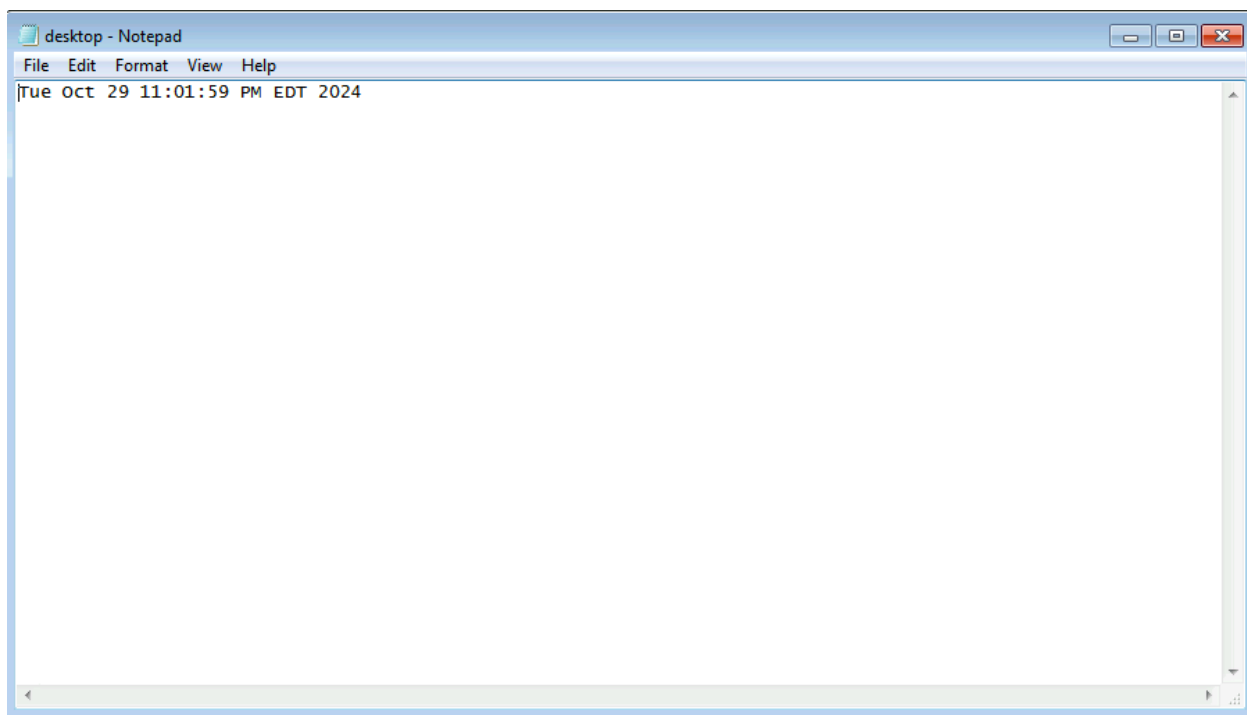 desktop - Notepad
File Edit Format View Help
Tue Oct 29 11:01:59 PM EDT 2024